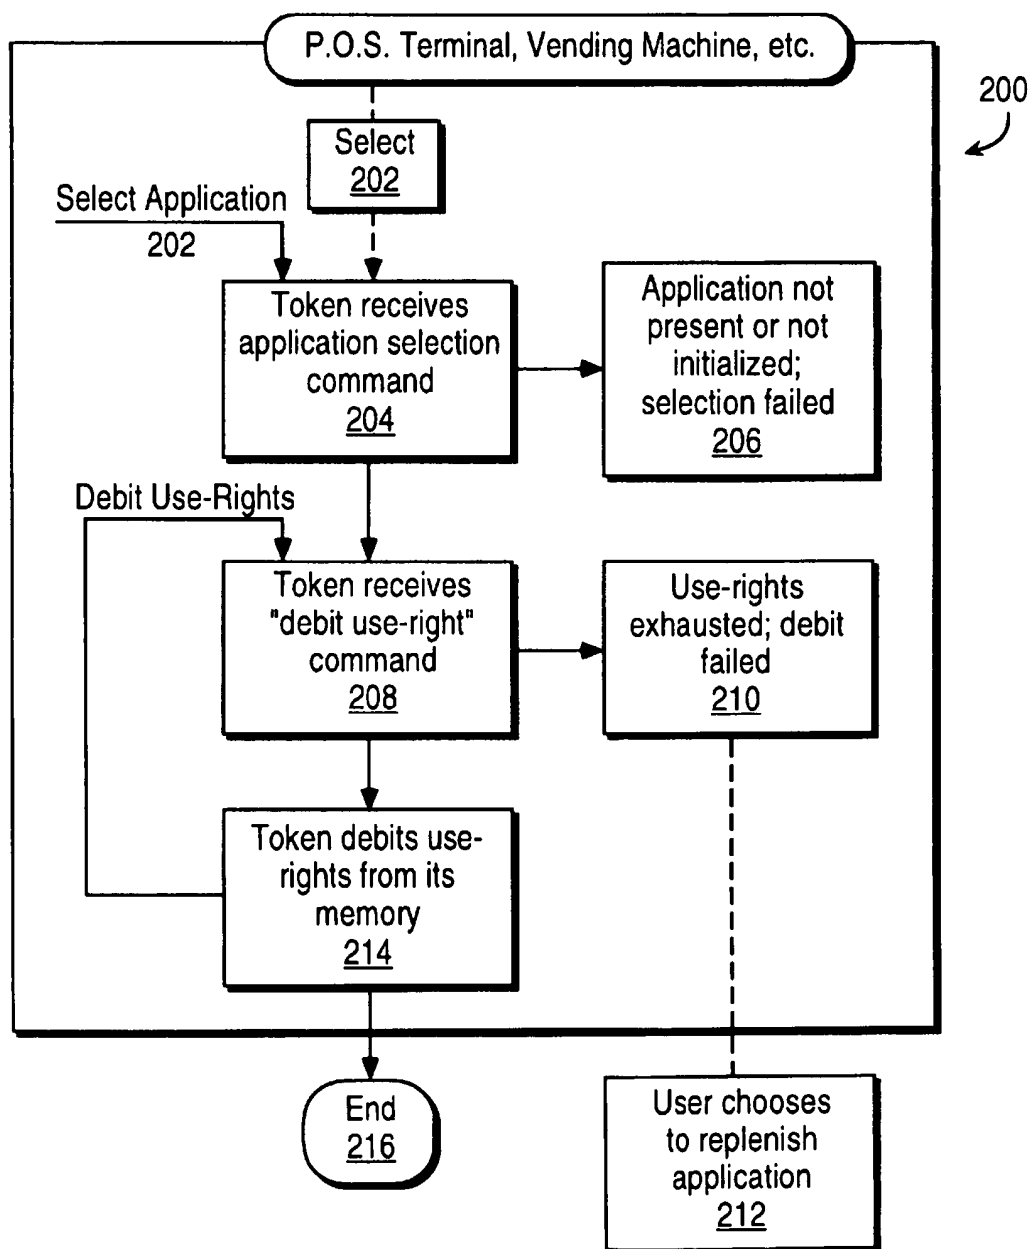 P.O.S. Terminal, Vending Machine, etc.
200
Select
202
Select Application
202
Token receives
application selection
command
204
Application not
present or not
initialized;
selection failed
206
Debit Use-Rights
Token receives
"debit use-right"
command
208
Use-rights
exhausted; debit
failed
210
Token debits use-
rights from its
memory
214
End
216
User chooses
to replenish
application
212